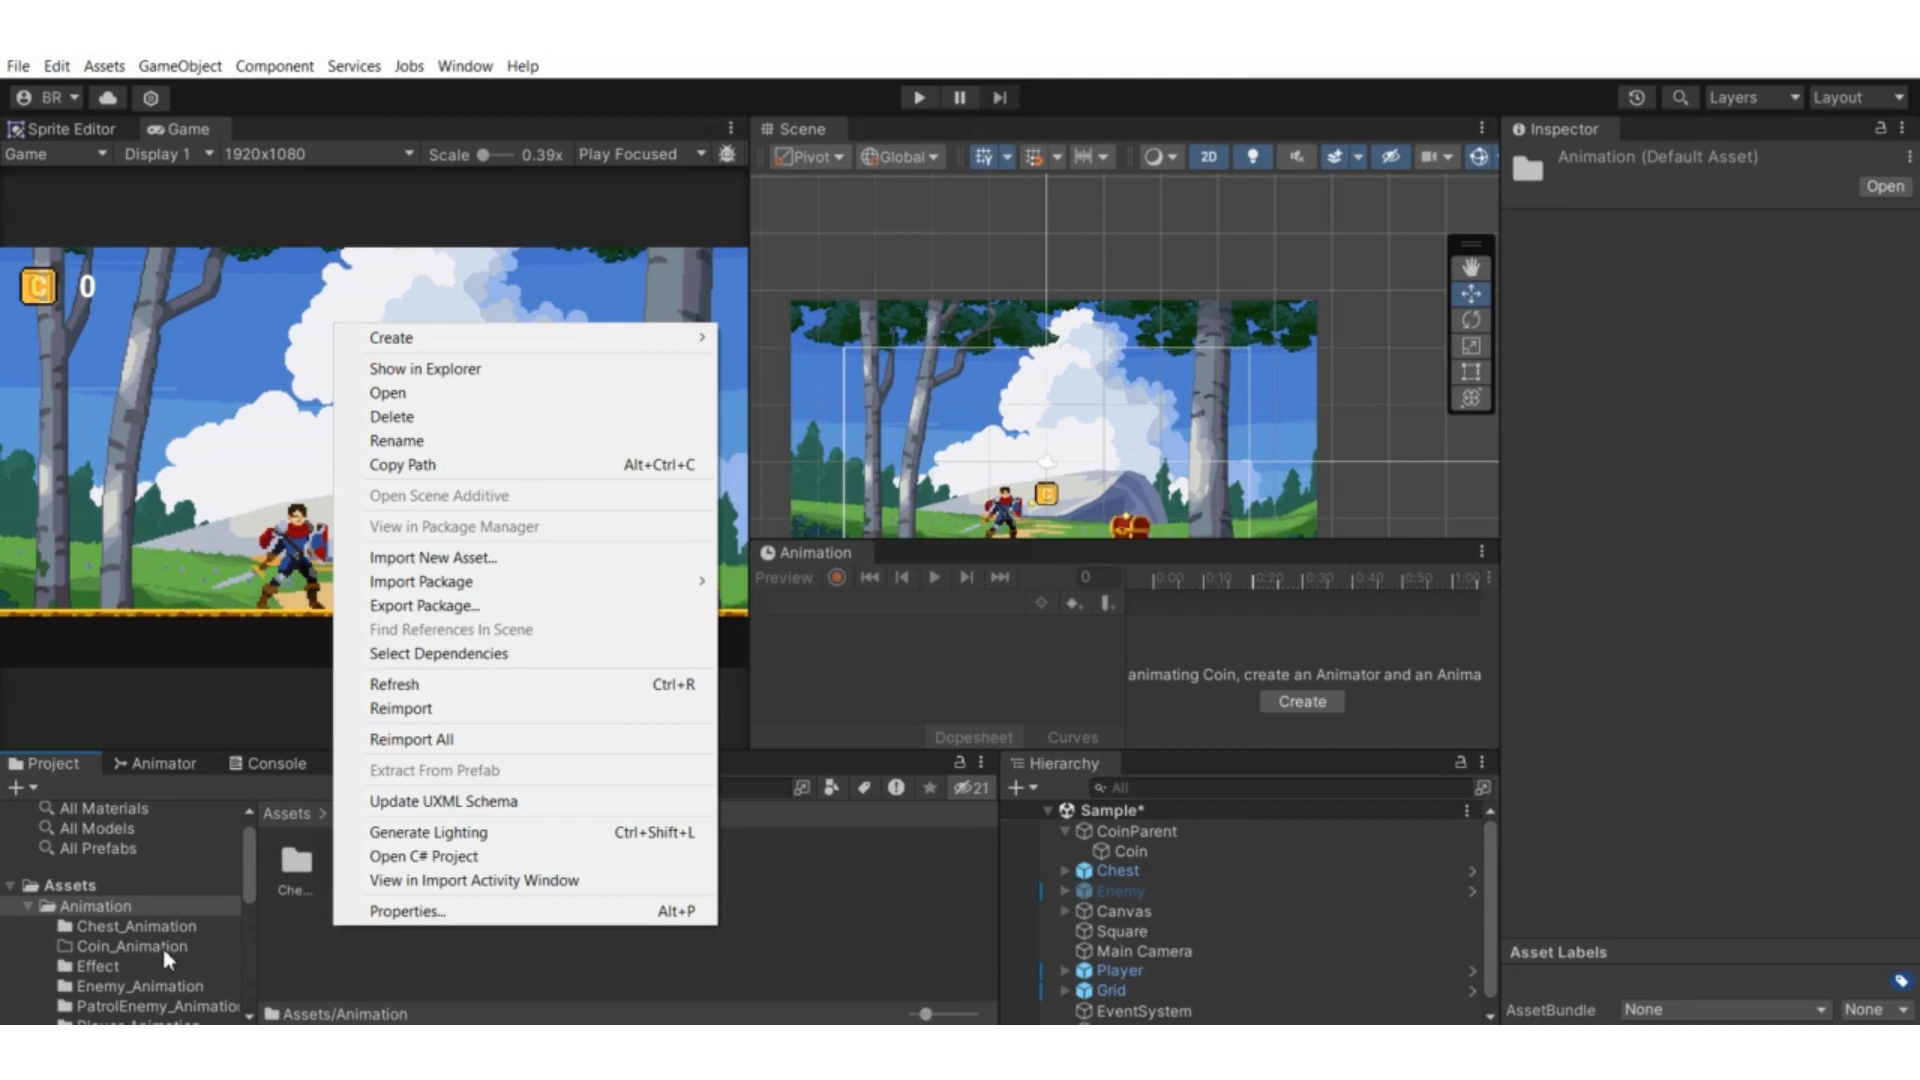 File Edit Assets GameObject Component Services Jobs Window Help
BR Layers Layout
Sprite Editor Game
Game Display 1 1920x1080 Scale 0.39x Play Focused
0
Scene
Pivot Global 2D
Inspector
Animation (Default Asset)
Open
Create
Show in Explorer
Open
Delete
Rename
Copy Path Alt+Ctrl+C
Open Scene Additive
View in Package Manager
Import New Asset...
Import Package
Export Package...
Find References In Scene
Select Dependencies
Refresh Ctrl+R
Reimport
Reimport All
Extract From Prefab
Update UXML Schema
Generate Lighting Ctrl+Shift+L
Open C# Project
View in Import Activity Window
Properties... Alt+P
Animation
Preview 0 0:00 0:10 0:20 0:30 0:40 0:50 1:00
animating Coin, create an Animator and an Anima
Create
Dopesheet Curves
Project Animator Console
21
All Materials
All Models
All Prefabs
Assets
Animation
Chest_Animation
Coin_Animation
Effect
Enemy_Animation
PatrolEnemy_Animatio
Assets >
Che...
Assets/Animation
Hierarchy
All
Sample*
CoinParent
Coin
Chest
Enemy
Canvas
Square
Main Camera
Player
Grid
EventSystem
Asset Labels
AssetBundle None None